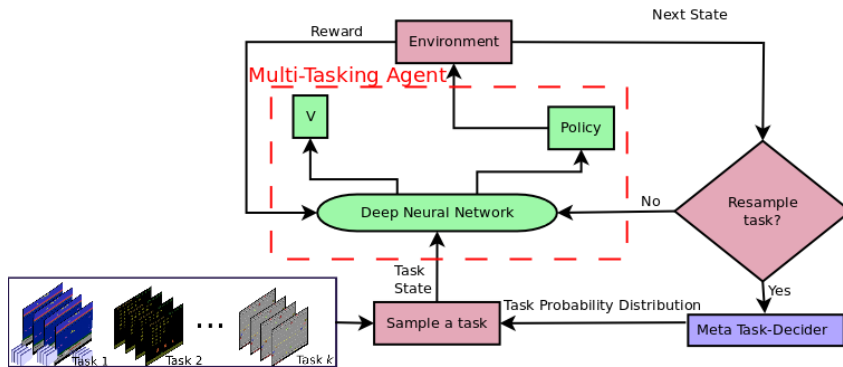 Next State
Reward
Environment
Multi-Tasking Agent
V
Policy
Deep Neural Network
No
Resample
task?
Task
State
Yes
Task Probability Distribution
Sample a task
Meta Task-Decider
Task 1
Task 2
...
Task k